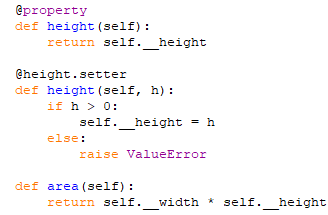 @property
def height(self):
    return self.__height

@height.setter
def height(self, h):
    if h > 0:
        self.__height = h
    else:
        raise ValueError

def area(self):
    return self.__width * self.__height